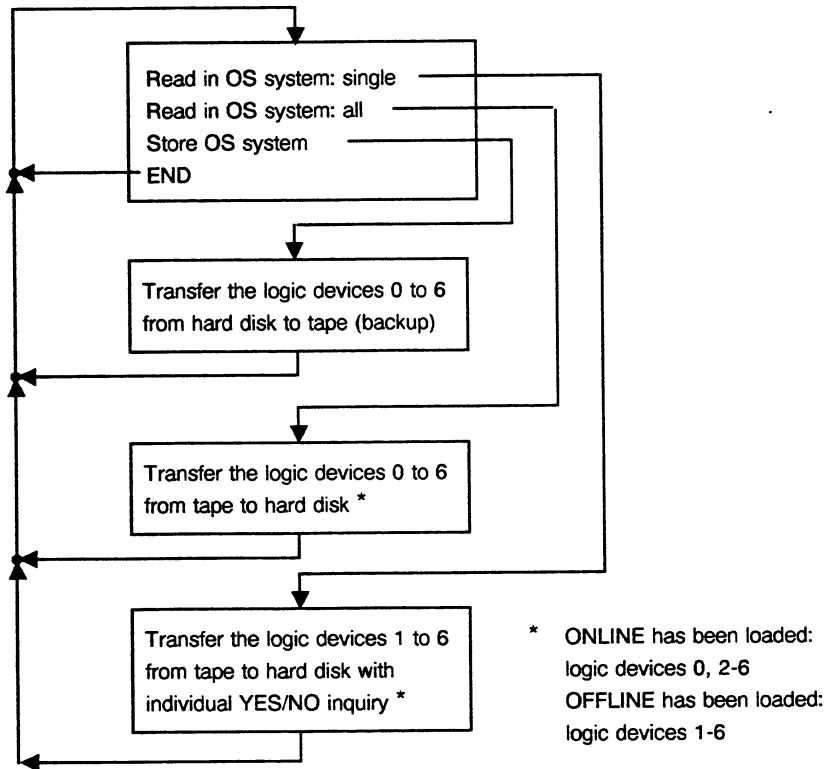 Read in OS system: single
Read in OS system: all
Store OS system
END
Transfer the logic devices 0 to 6
from hard disk to tape (backup)
Transfer the logic devices 0 to 6
from tape to hard disk *
Transfer the logic devices 1 to 6
from tape to hard disk with
individual YES/NO inquiry *
* ONLINE has been loaded:
logic devices 0, 2-6
OFFLINE has been loaded:
logic devices 1-6